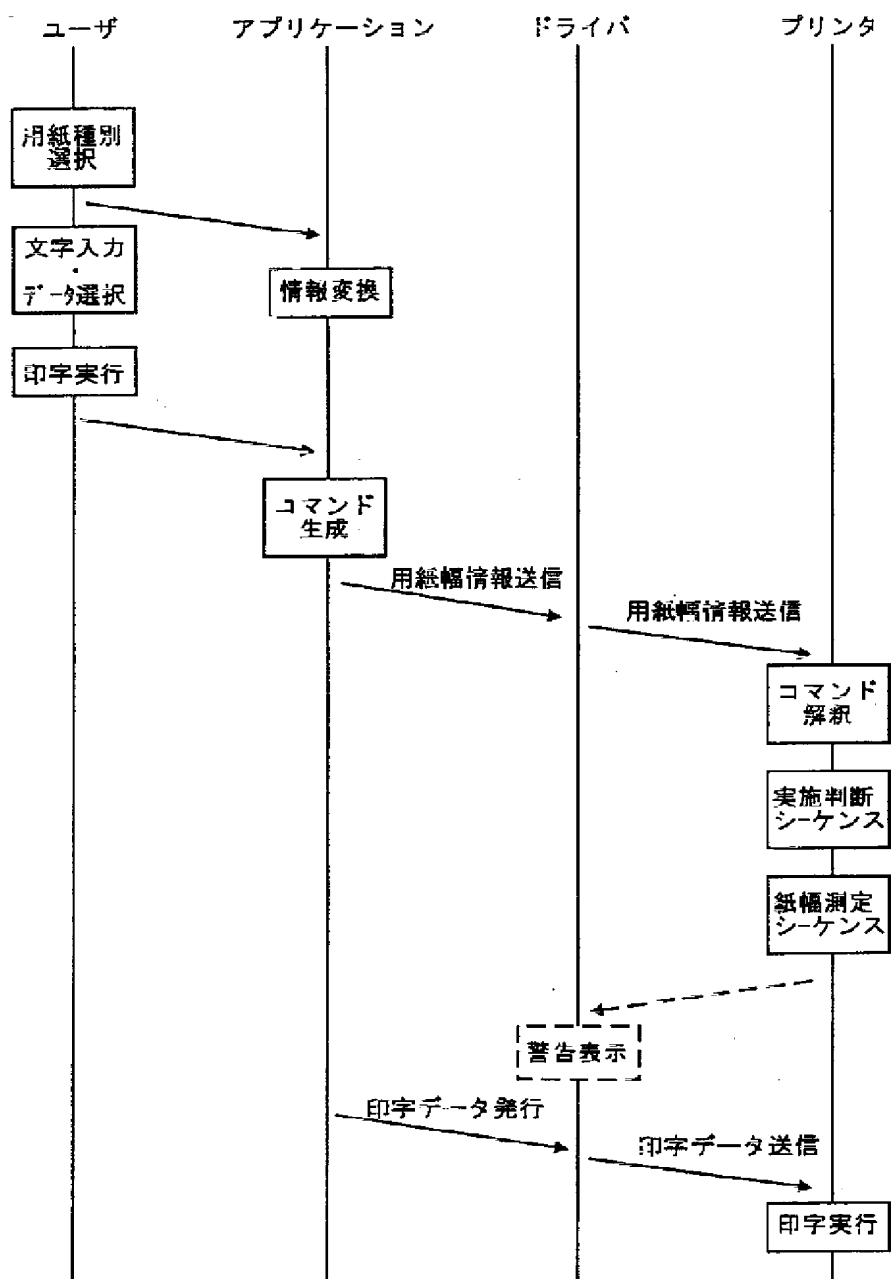 ユーザ
アプリケーション
ドライバ
プリンタ
用紙種別
選択
文字入力
・
データ選択
情報変換
印字実行
コマンド
生成
用紙幅情報送信
用紙幅情報送信
コマンド
解釈
実施判断
シーケンス
紙幅測定
シーケンス
警告表示
印字データ発行
印字データ送信
印字実行